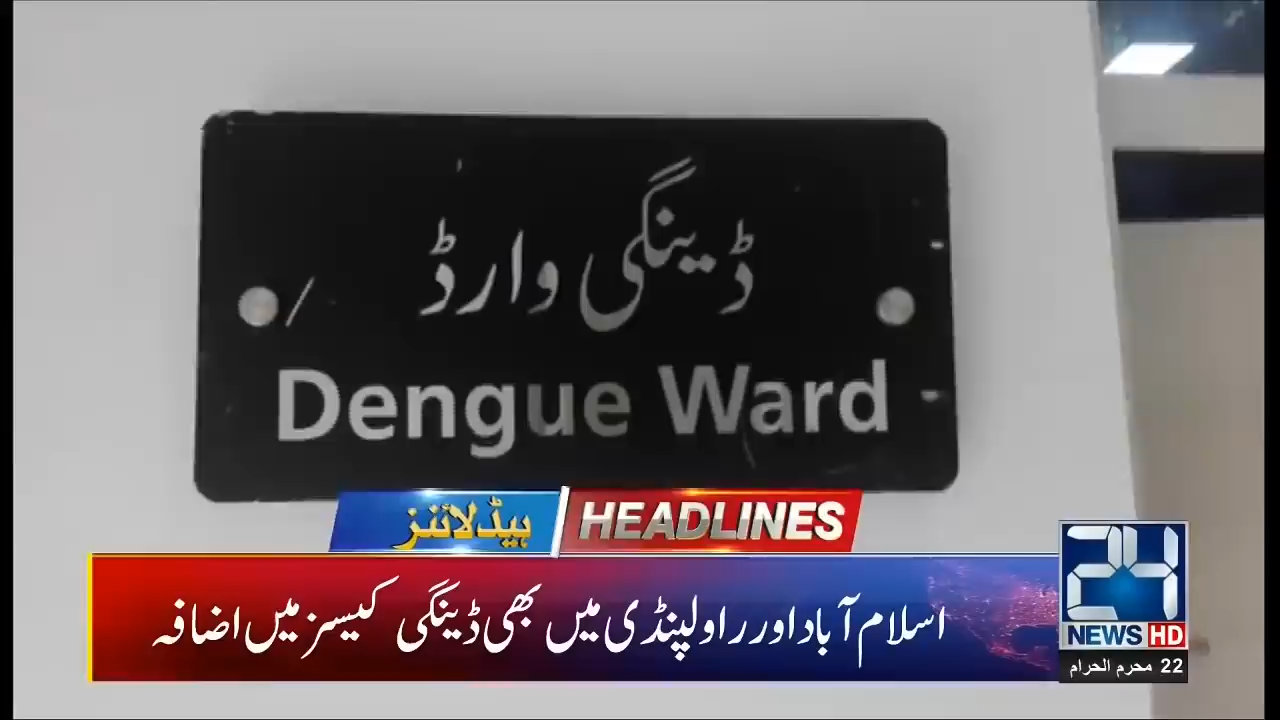 ڈینگی وارڈ
Dengue Ward
ہیڈلائنز HEADLINES
اسلام آباد اور راولپنڈی میں بھی ڈینگی کیسز میں اضافہ
24
NEWS HD
22 محرم الحرام